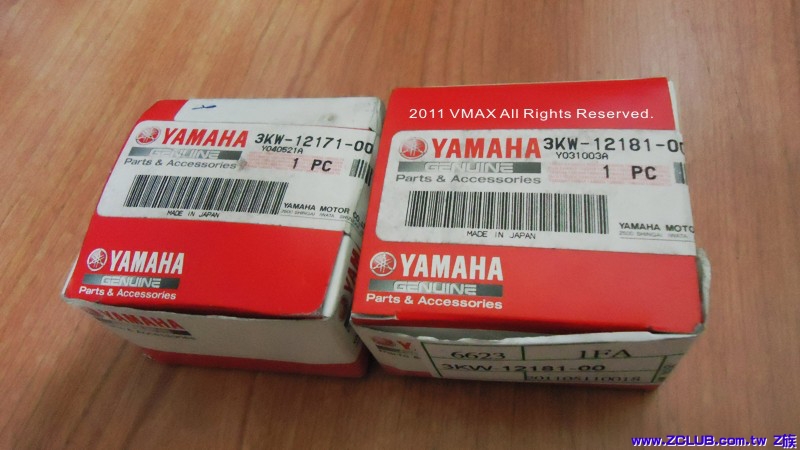 YAMAHA
GENUINE
Parts & Accessories
3KW-12171-00
Y040521A
1 PC
MADE IN JAPAN
YAMAHA MOTOR CO
YAMAHA
GENUINE
Parts & Accessories
2011 VMAX All Rights Reserved.
YAMAHA
GENUINE
Parts & Accessories
3KW-12181-00
Y031003A
1 PC
MADE IN JAPAN
YAMAHA MOTOR
YAMAHA
GENUINE
Parts & Accessories
6623 1FA
3KW-12181-00
www.ZCLUB.com.tw Z族